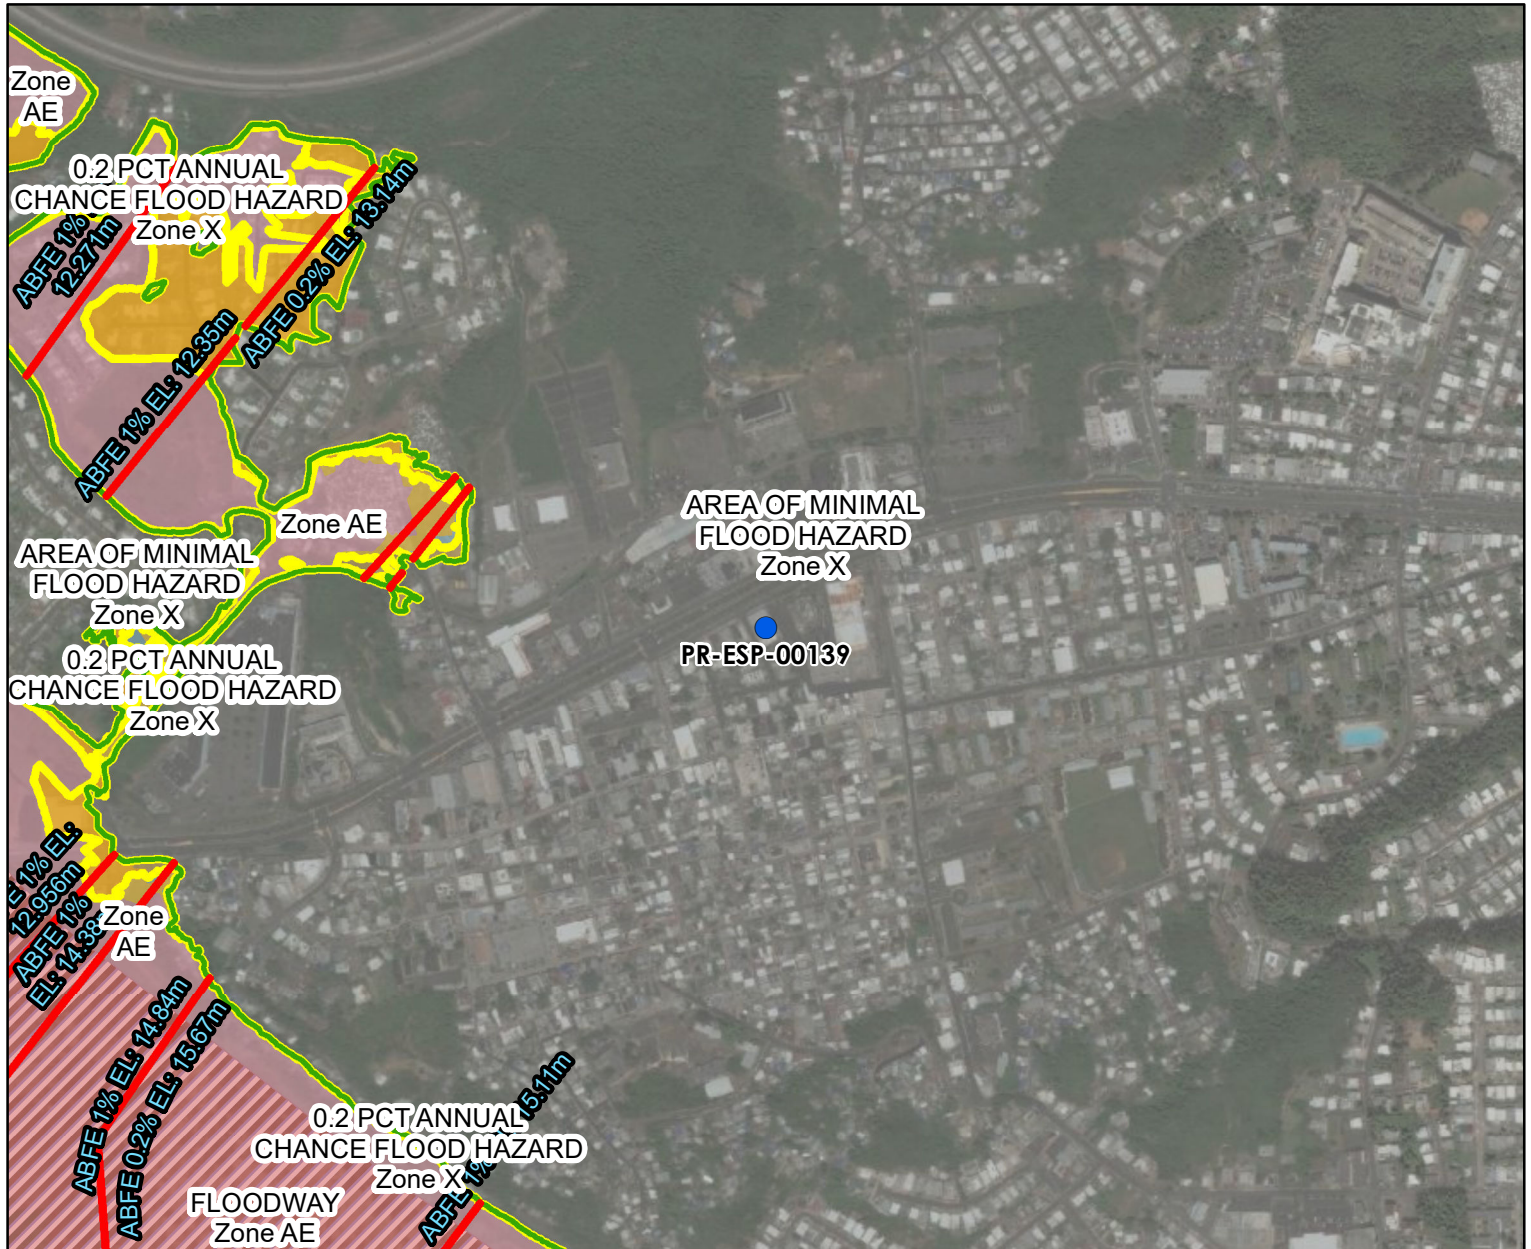 Zone
AE
0.2 PCT ANNUAL
CHANCE FLOOD HAZARD
Zone X
ABFE 1%
12.271m
ABFE 0.2% EL: 13.14m
ABFE 1% EL: 12.35m
AREA OF MINIMAL
FLOOD HAZARD
Zone X
Zone AE
AREA OF MINIMAL
FLOOD HAZARD
Zone X
PR-ESP-00139
0.2 PCT ANNUAL
CHANCE FLOOD HAZARD
Zone X
E 1% EL:
12.956m
ABFE 1%
EL: 14.38
Zone
AE
ABFE 1% EL: 14.84m
ABFE 0.2% EL: 15.67m
0.2 PCT ANNUAL
CHANCE FLOOD HAZARD
Zone X
ABFE 1% 15.11m
FLOODWAY
Zone AE